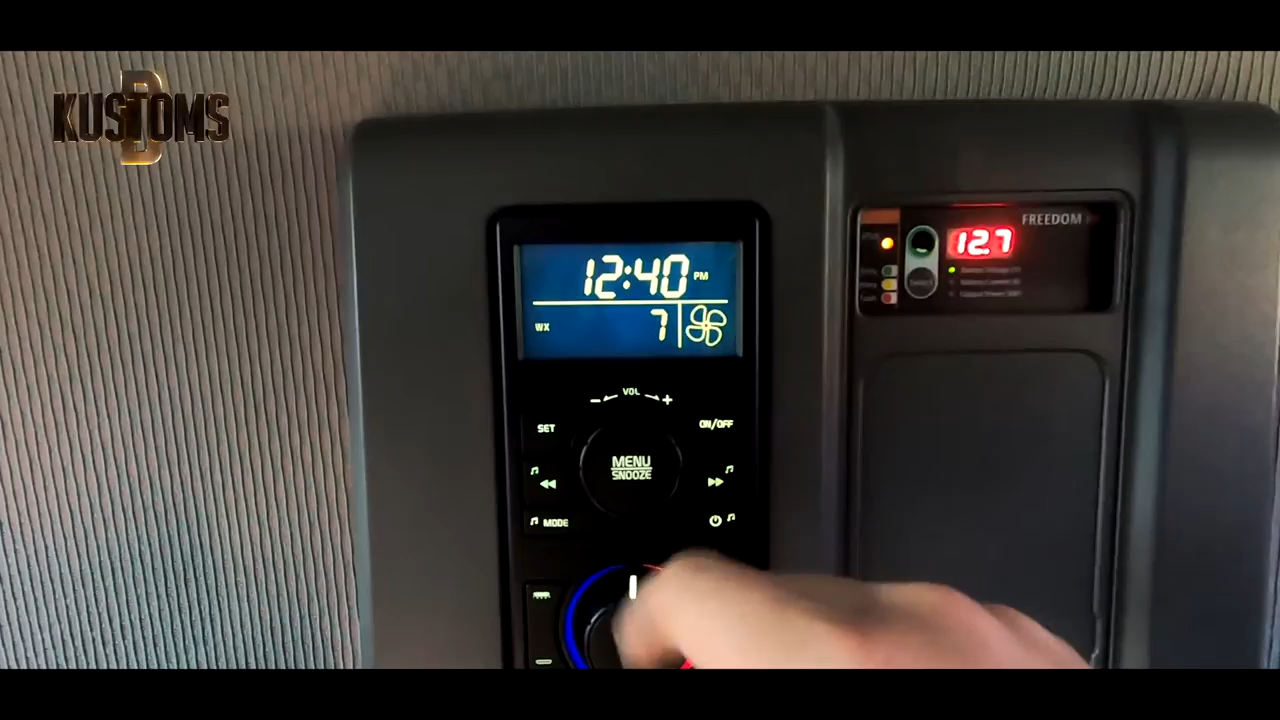 KUSTOMS
D
12:40 PM
WX 7
FREEDOM
12.7
- VOL +
SET
ON/OFF
MENU
SNOOZE
MODE